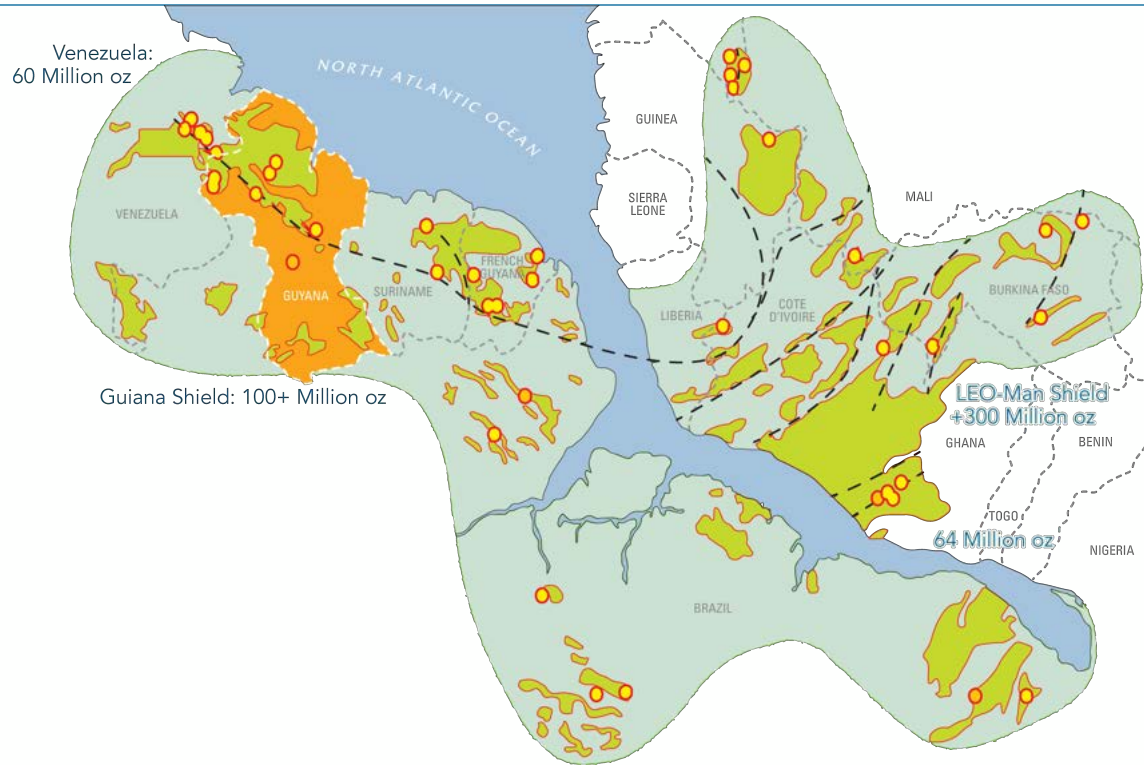 Venezuela:
60 Million oz
NORTH ATLANTIC OCEAN
GUINEA
SIERRA
LEONE
MALI
VENEZUELA
GUYANA
SURINAME
FRENCH
GUYANA
LIBERIA
COTE
D'IVOIRE
BURKINA FASO
Guiana Shield: 100+ Million oz
LEO-Man Shield
+300 Million oz
GHANA
BENIN
TOGO
64 Million oz
NIGERIA
BRAZIL